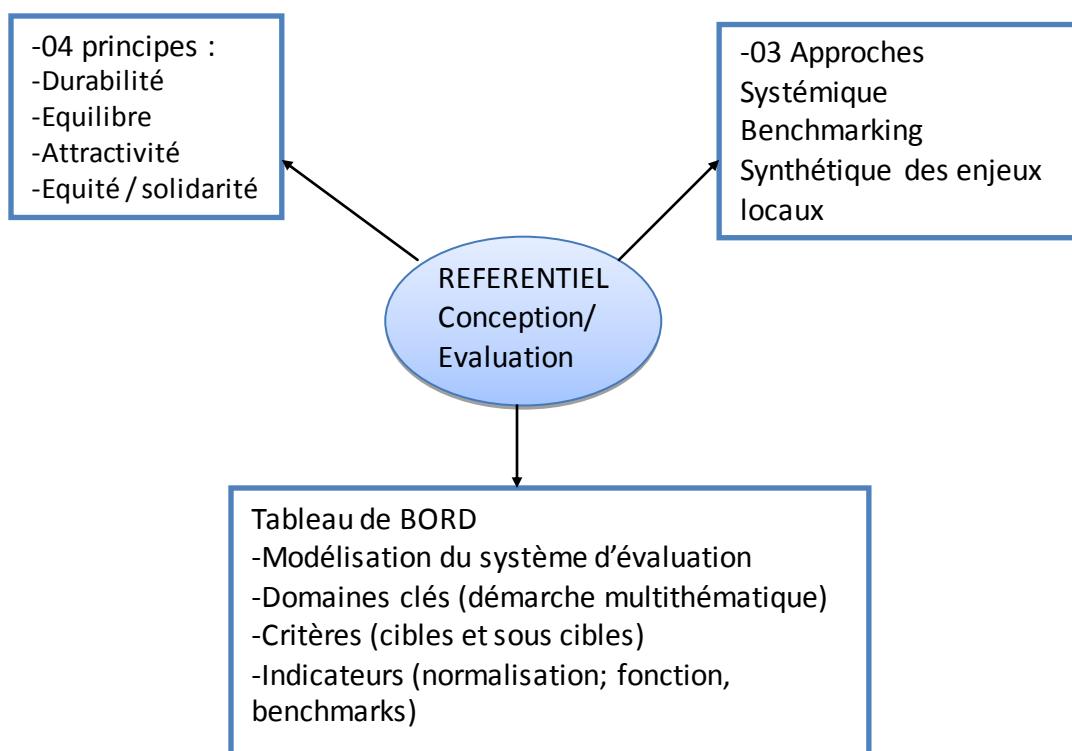 -04 principes :
-Durabilité
-Equilibre
-Attractivité
-Equité / solidarité
-03 Approches
Systémique
Benchmarking
Synthétique des enjeux
locaux
REFERENTIEL
Conception/
Evaluation
Tableau de BORD
-Modélisation du système d’évaluation
-Domaines clés (démarche multithématique)
-Critères (cibles et sous cibles)
-Indicateurs (normalisation; fonction,
benchmarks)